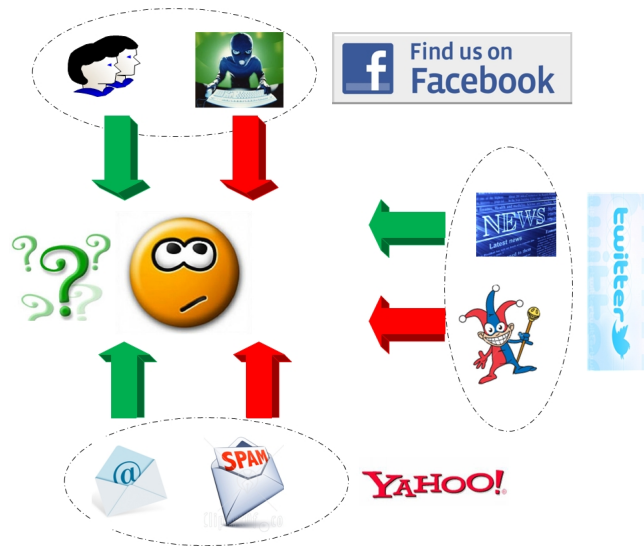 Find us on
f Facebook
NEWS
Latest news
twitter
@
SPAM
YAHOO!